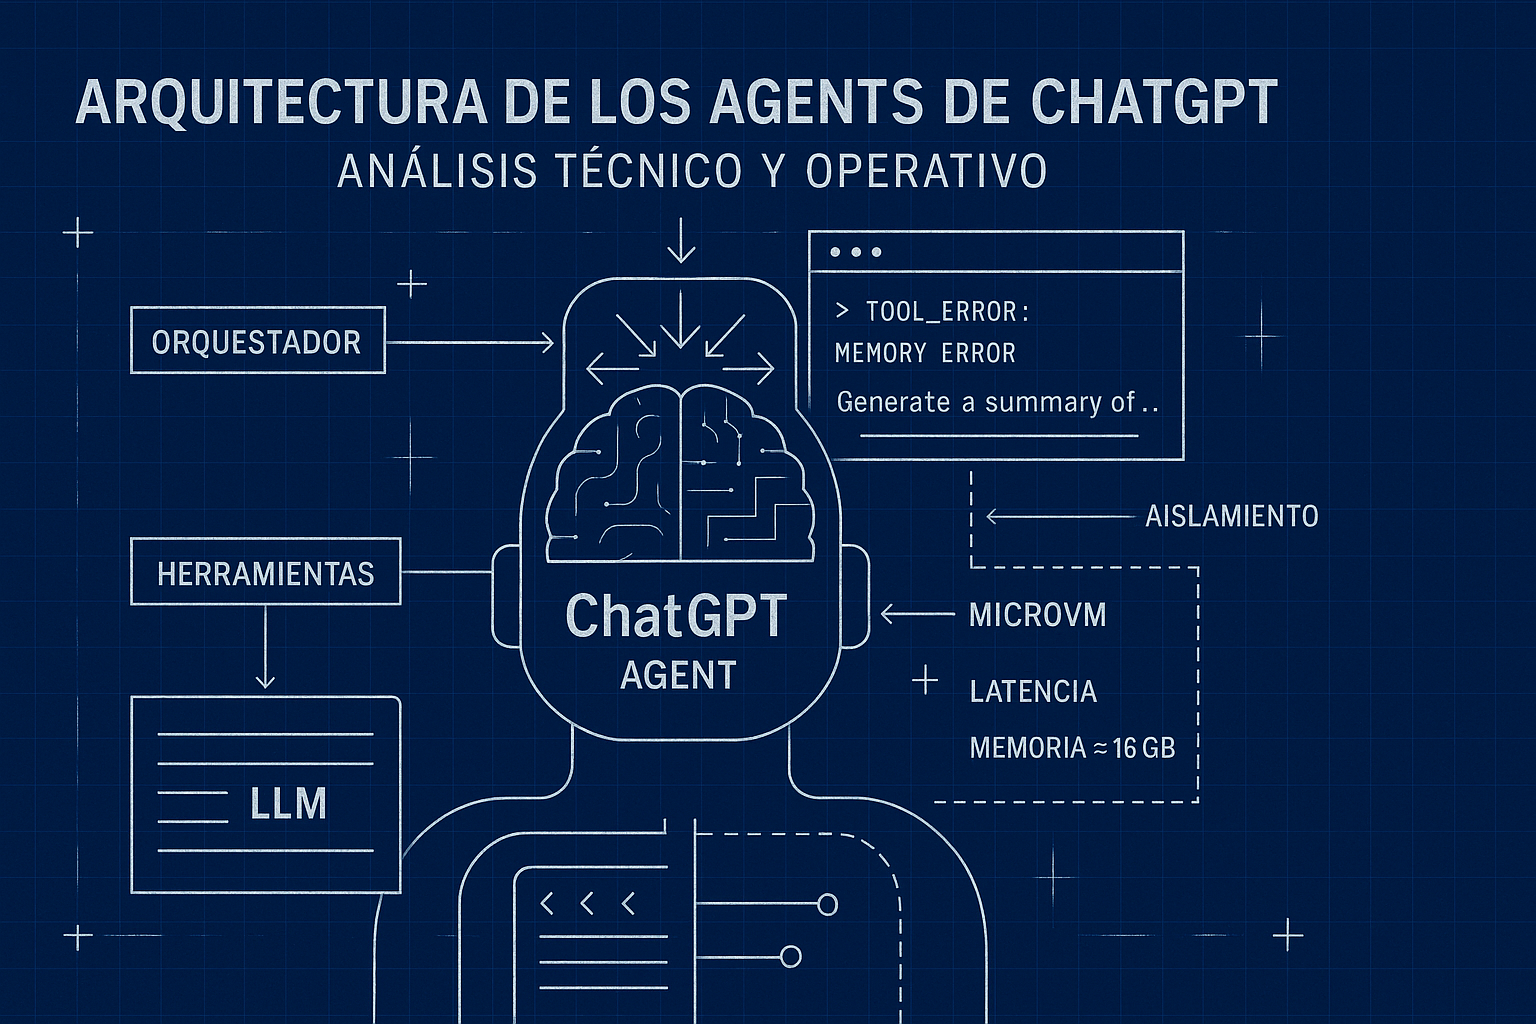 ARQUITECTURA DE LOS AGENTS DE CHATGPT
ANÁLISIS TÉCNICO Y OPERATIVO
ORQUESTADOR
> TOOL_ERROR:
MEMORY ERROR
Generate a summary of..
AISLAMIENTO
HERRAMIENTAS
ChatGPT
AGENT
MICROVM
LATENCIA
MEMORIA ≈ 16 GB
LLM